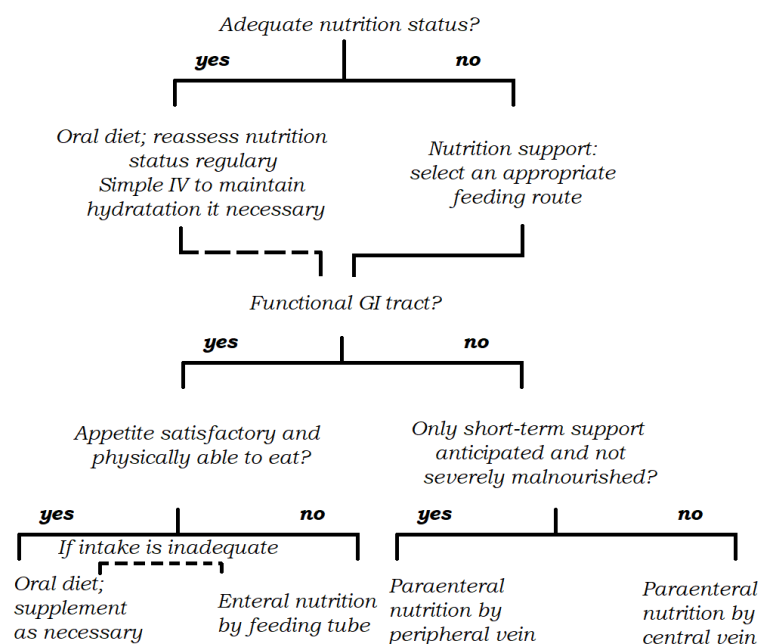 Adequate nutrition status?
yes
no
Oral diet; reassess nutrition
status regulary
Simple IV to maintain
hydratation it necessary
Nutrition support:
select an appropriate
feeding route
Functional GI tract?
yes
no
Appetite satisfactory and
physically able to eat?
Only short-term support
anticipated and not
severely malnourished?
yes
no
yes
no
If intake is inadequate
Oral diet;
supplement
as necessary
Enteral nutrition
by feeding tube
Paraenteral
nutrition by
peripheral vein
Paraenteral
nutrition by
central vein